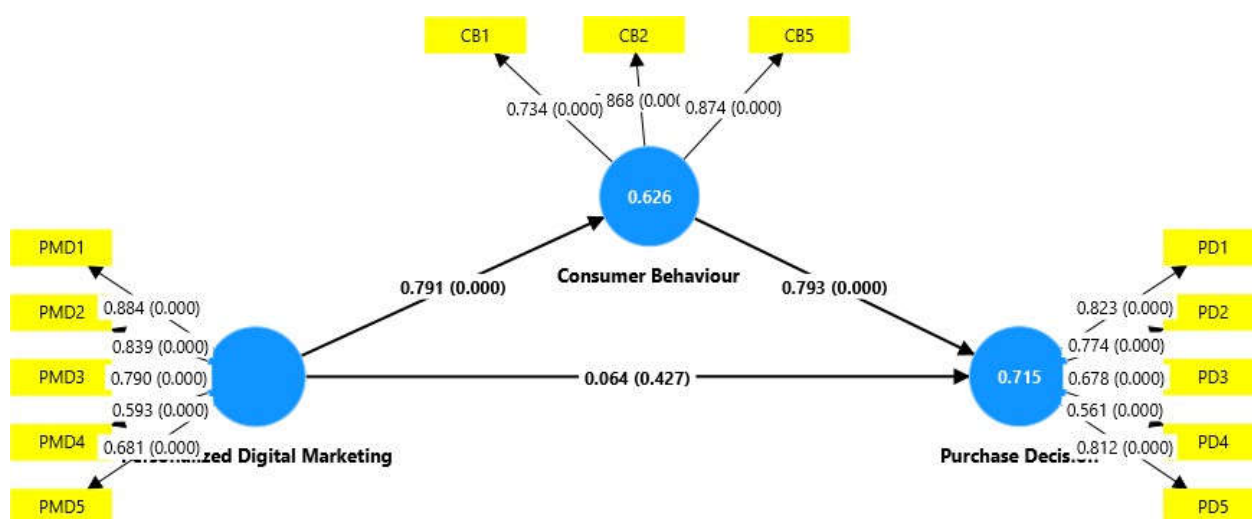 CB1 CB2 CB5
0.734 (0.000) 0.874 (0.000)
0.626
Consumer Behaviour
PMD1 PD1
0.791 (0.000) 0.793 (0.000)
0.884 (0.000) 0.823 (0.000)
PMD2 PD2
0.839 (0.000) 0.774 (0.000)
PMD3 0.790 (0.000) 0.064 (0.427) 0.715 0.678 (0.000) PD3
0.593 (0.000) 0.561 (0.000)
PMD4 PD4
0.681 (0.000) 0.812 (0.000)
Digital Marketing Purchase
PMD5 PD5